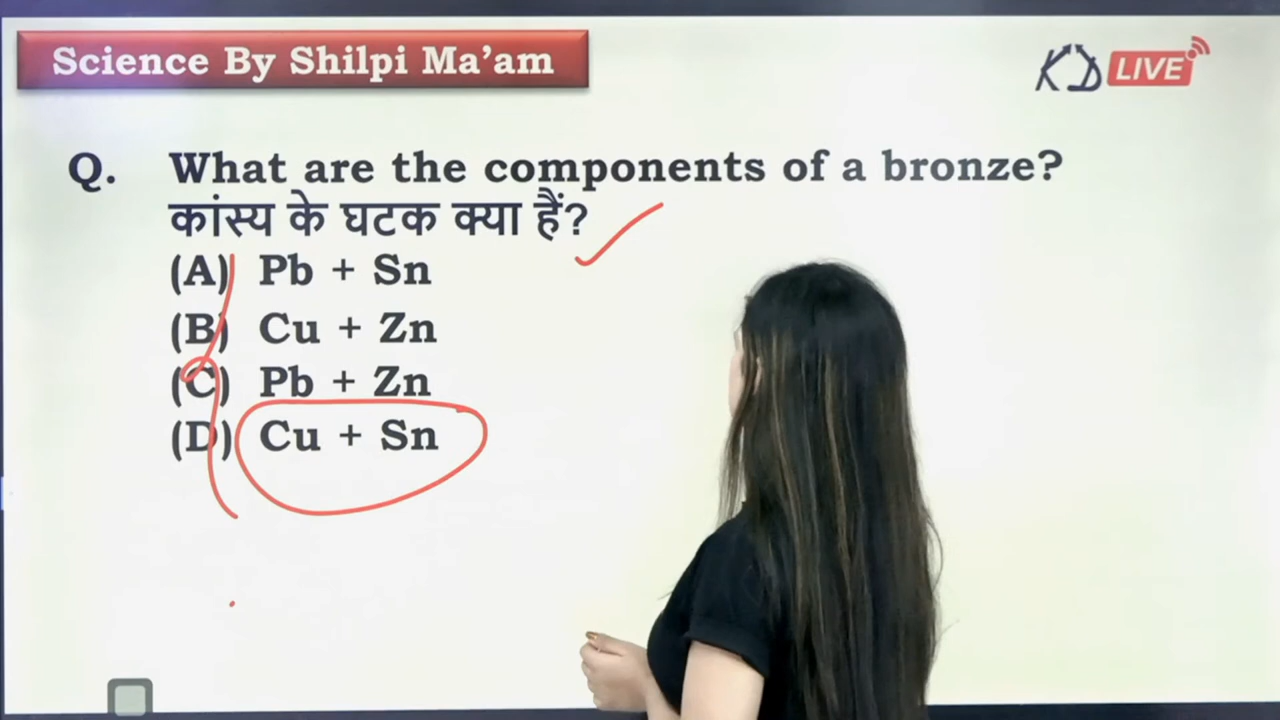 Science By Shilpi Ma’am
KD LIVE
Q. What are the components of a bronze?
कांस्य के घटक क्या हैं?
(A) Pb + Sn
(B) Cu + Zn
(C) Pb + Zn
(D) Cu + Sn